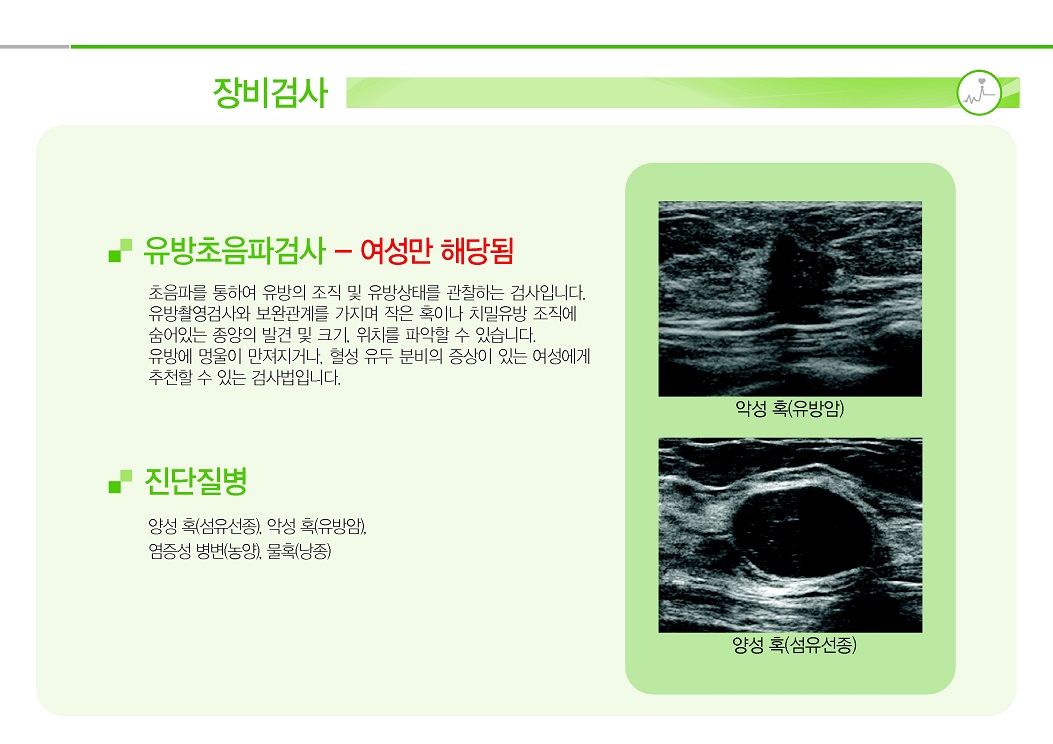 장비검사
유방초음파검사 – 여성만 해당됨
초음파를 통하여 유방의 조직 및 유방상태를 관찰하는 검사입니다.
유방촬영검사와 보완관계를 가지며 작은 혹이나 치밀유방 조직에
숨어있는 종양의 발견 및 크기, 위치를 파악할 수 있습니다.
유방에 멍울이 만져지거나, 혈성 유두 분비의 증상이 있는 여성에게
추천할 수 있는 검사법입니다.
진단질병
양성 혹(섬유선종), 악성 혹(유방암),
염증성 병변(농양), 물혹(낭종)
악성 혹(유방암)
양성 혹(섬유선종)